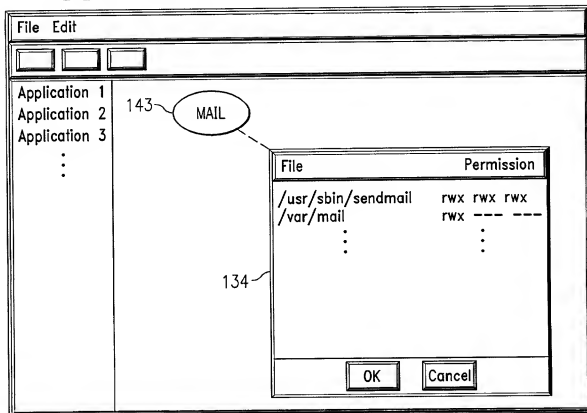 File Edit
Application 1
Application 2
Application 3
143
MAIL
File Permission
/usr/sbin/sendmail rwx rwx rwx
/var/mail rwx --- ---
134
OK Cancel